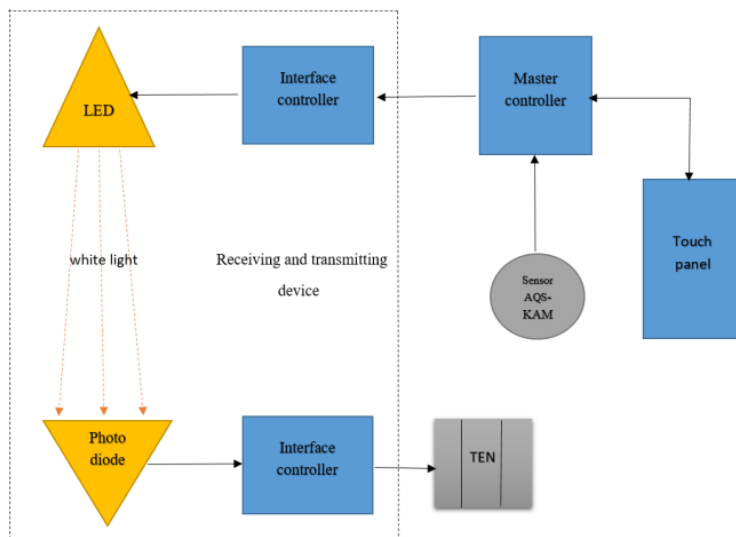 LED
Interface
controller
Master
controller
white light
Receiving and transmitting
device
Touch
panel
Sensor
AQS-
KAM
Photo
diode
Interface
controller
TEN